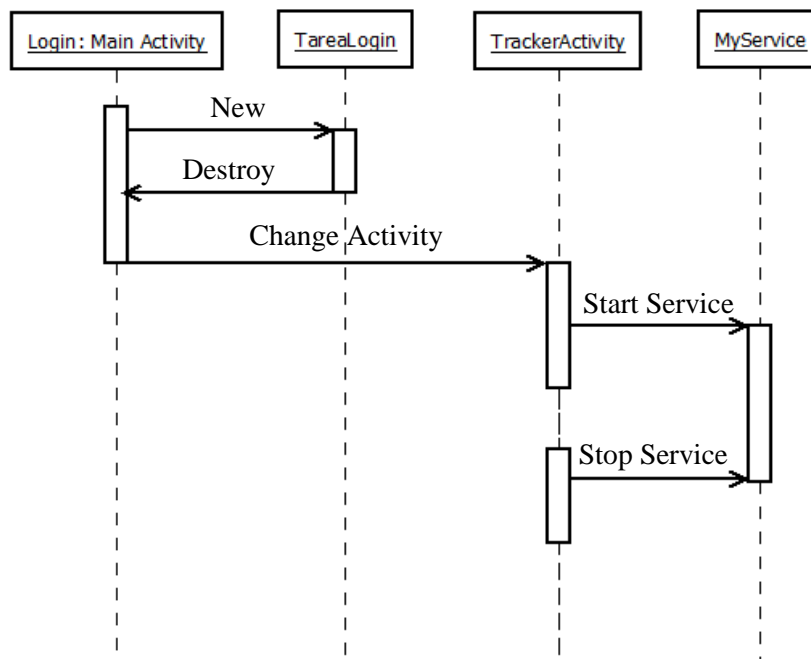 Login: Main Activity
TareaLogin
TrackerActivity
MyService
New
Destroy
Change Activity
Start Service
Stop Service